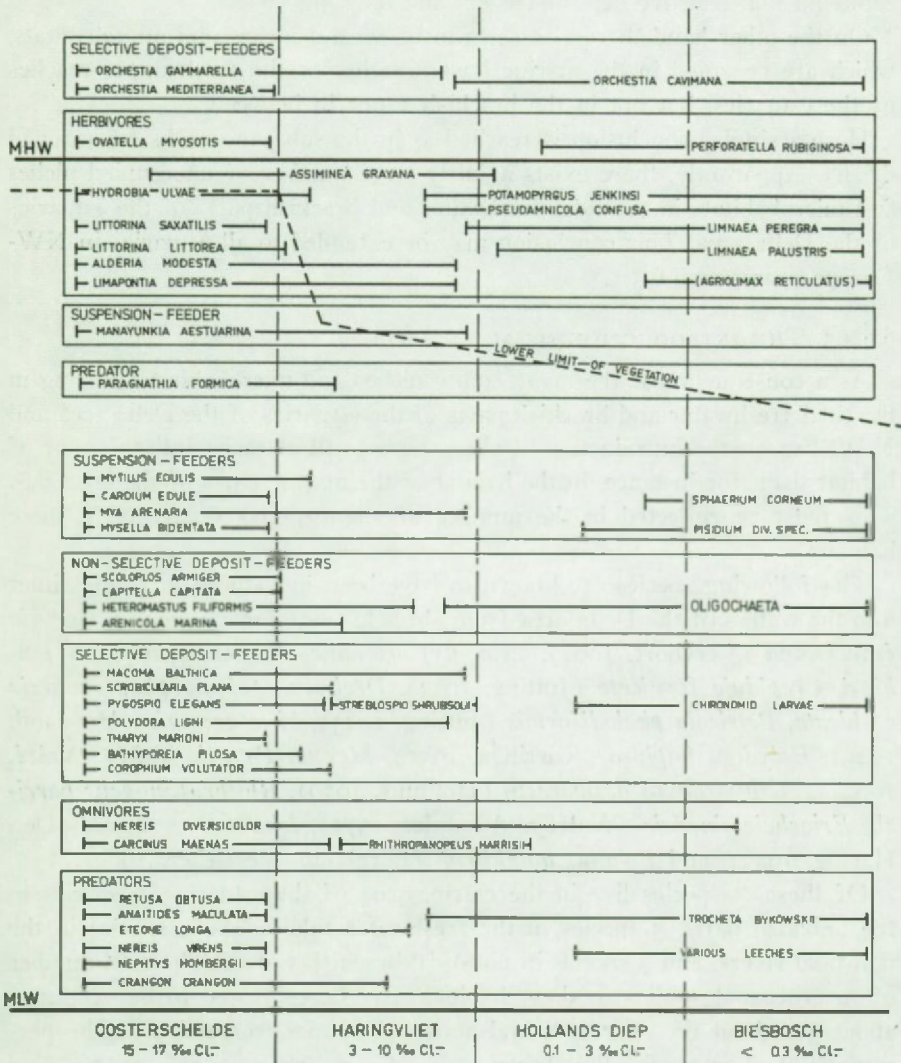 SELECTIVE DEPOSIT-FEEDERS
ORCHESTIA GAMMARELLA
ORCHESTIA CAVIMANA
ORCHESTIA MEDITERRANEA
HERBIVORES
OVATELLA MYOSOTIS
PERFORATELLA RUBIGINOSA
MHW
ASSIMINEA GRAYANA
HYDROBIA ULVAE
POTAMOPYRGUS JENKINSI
PSEUDAMNICOLA CONFUSA
LITTORINA SAXATILIS
LIMNAEA PEREGRA
LITTORINA LITTOREA
LIMNAEA PALUSTRIS
ALDERIA MODESTA
LIMAPONTIA DEPRESSA
(AGRIOLIMAX RETICULATUS)
SUSPENSION-FEEDER
MANAYUNKIA AESTUARINA
LOWER LIMIT OF VEGETATION
PREDATOR
PARAGNATHIA FORMICA
SUSPENSION-FEEDERS
MYTILUS EDULIS
CARDIUM EDULE
SPHAERIUM CORNEUM
MYA ARENARIA
MYSELLA BIDENTATA
PISIDIUM DIV. SPEC.
NON-SELECTIVE DEPOSIT-FEEDERS
SCOLOPLOS ARMIGER
CAPITELLA CAPITATA
HETEROMASTUS FILIFORMIS
OLIGOCHAETA
ARENICOLA MARINA
SELECTIVE DEPOSIT-FEEDERS
MACOMA BALTHICA
SCROBICULARIA PLANA
PYGOSPIO ELEGANS
STREBLOSPIO SHRUBSOLII
CHIRONOMID LARVAE
POLYDORA LIGNI
THARYX MARIONI
BATHYPOREIA PILOSA
COROPHIUM VOLUTATOR
OMNIVORES
NEREIS DIVERSICOLOR
CARCINUS MAENAS
RHITHROPANOPEUS HARRISII
PREDATORS
RETUSA OBTUSA
ANAITIDES MACULATA
TROCHETA BYKOWSKII
ETEONE LONGA
NEREIS VIRENS
VARIOUS LEECHES
NEPHTYS HOMBERGII
CRANGON CRANGON
MLW
OOSTERSCHELDE
HARINGVLIET
HOLLANDS DIEP
BIESBOSCH
15-17 ‰ Cl.-
3-10 ‰ Cl.-
0.1-3 ‰ Cl.-
< 0.3 ‰ Cl.-